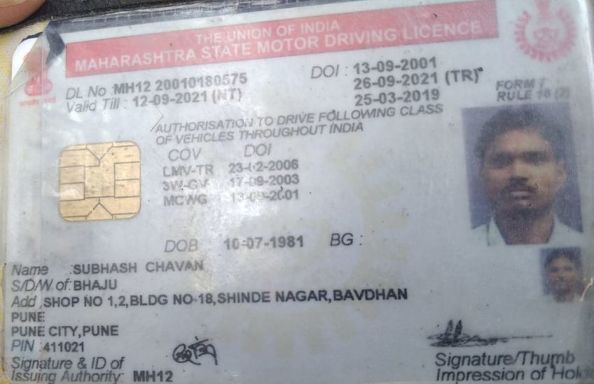 THE UNION OF INDIA
MAHARASHTRA STATE MOTOR DRIVING LICENCE
DL No :MH12 20010180575 DOI : 13-09-2001
Valid Till : 12-09-2021 (NT) 26-09-2021 (TR)
25-03-2019
FORM 7
RULE 16 (2)
AUTHORISATION TO DRIVE FOLLOWING CLASS
OF VEHICLES THROUGHOUT INDIA
COV DOI
LMV-TR 23-02-2006
3W-GV 17-09-2003
MCWG 13-09-2001
DOB 10-07-1981 BG :
Name :SUBHASH CHAVAN
S/D/W of:BHAJU
Add :SHOP NO 1,2,BLDG NO-18,SHINDE NAGAR,BAVDHAN
PUNE
PUNE CITY,PUNE
PIN :411021
Signature & ID of
Issuing Authority: MH12
Signature/Thumb
Impression of